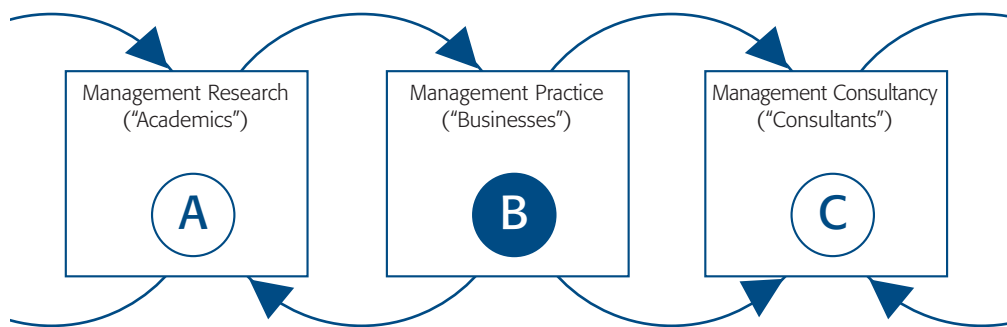 Management Research
("Academics")
A
Management Practice
("Businesses")
B
Management Consultancy
("Consultants")
C